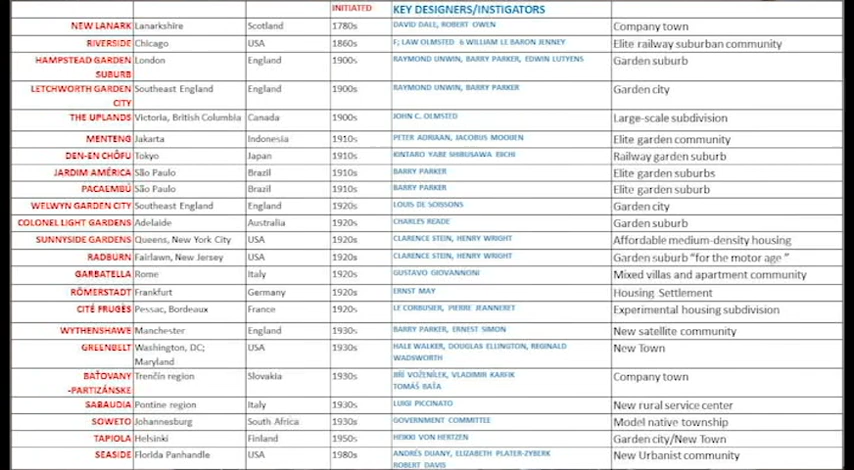 INITIATED KEY DESIGNERS/INSTIGATORS
NEW LANARK Lanarkshire Scotland 1780s DAVID DALE, ROBERT OWEN Company town
RIVERSIDE Chicago USA 1860s F; LAW OLMSTED 6 WILLIAM LE BARON JENNEY Elite railway suburban community
HAMPSTEAD GARDEN London England 1900s RAYMOND UNWIN, BARRY PARKER, EDWIN LUTYENS Garden suburb
SUBURB
LETCHWORTH GARDEN Southeast England England 1900s RAYMOND UNWIN, BARRY PARKER Garden city
CITY
THE UPLANDS Victoria, British Columbia Canada 1900s JOHN C. OLMSTED Large-scale subdivision
MENTENG Jakarta Indonesia 1910s PETER ADRIAAN, JACOBUS MOOIJEN Elite garden community
DEN-EN CHÔFU Tokyo Japan 1910s KINTARO YABE SHIBUSAWA EIICHI Railway garden suburb
JARDIM AMÉRICA São Paulo Brazil 1910s BARRY PARKER Elite garden suburbs
PACAEMBÚ São Paulo Brazil 1910s BARRY PARKER Elite garden suburb
WELWYN GARDEN CITY Southeast England England 1920s LOUIS DE SOISSONS Garden city
COLONEL LIGHT GARDENS Adelaide Australia 1920s CHARLES READE Garden suburb
SUNNYSIDE GARDENS Queens, New York City USA 1920s CLARENCE STEIN, HENRY WRIGHT Affordable medium-density housing
RADBURN Fairlawn, New Jersey USA 1920s CLARENCE STEIN, HENRY WRIGHT Garden suburb “for the motor age ”
GARBATELLA Rome Italy 1920s GUSTAVO GIOVANNONI Mixed villas and apartment community
RÖMERSTADT Frankfurt Germany 1920s ERNST MAY Housing Settlement
CITÉ FRUGÈS Pessac, Bordeaux France 1920s LE CORBUSIER, PIERRE JEANNERET Experimental housing subdivision
WYTHENSHAWE Manchester England 1930s BARRY PARKER, ERNEST SIMON New satellite community
GREENBELT Washington, DC; USA 1930s HALE WALKER, DOUGLAS ELLINGTON, REGINALD New Town
Maryland WADSWORTH
BAŤOVANY Trenčín region Slovakia 1930s JIŘÍ VOŽENÍLEK, VLADIMIR KARFIK Company town
-PARTIZÁNSKE TOMÁŠ BAŤA
SABAUDIA Pontine region Italy 1930s LUIGI PICCINATO New rural service center
SOWETO Johannesburg South Africa 1930s GOVERNMENT COMMITTEE Model native township
TAPIOLA Helsinki Finland 1950s HEIKKI VON HERTZEN Garden city/New Town
SEASIDE Florida Panhandle USA 1980s ANDRÉS DUANY, ELIZABETH PLATER-ZYBERK New Urbanist community
ROBERT DAVIS